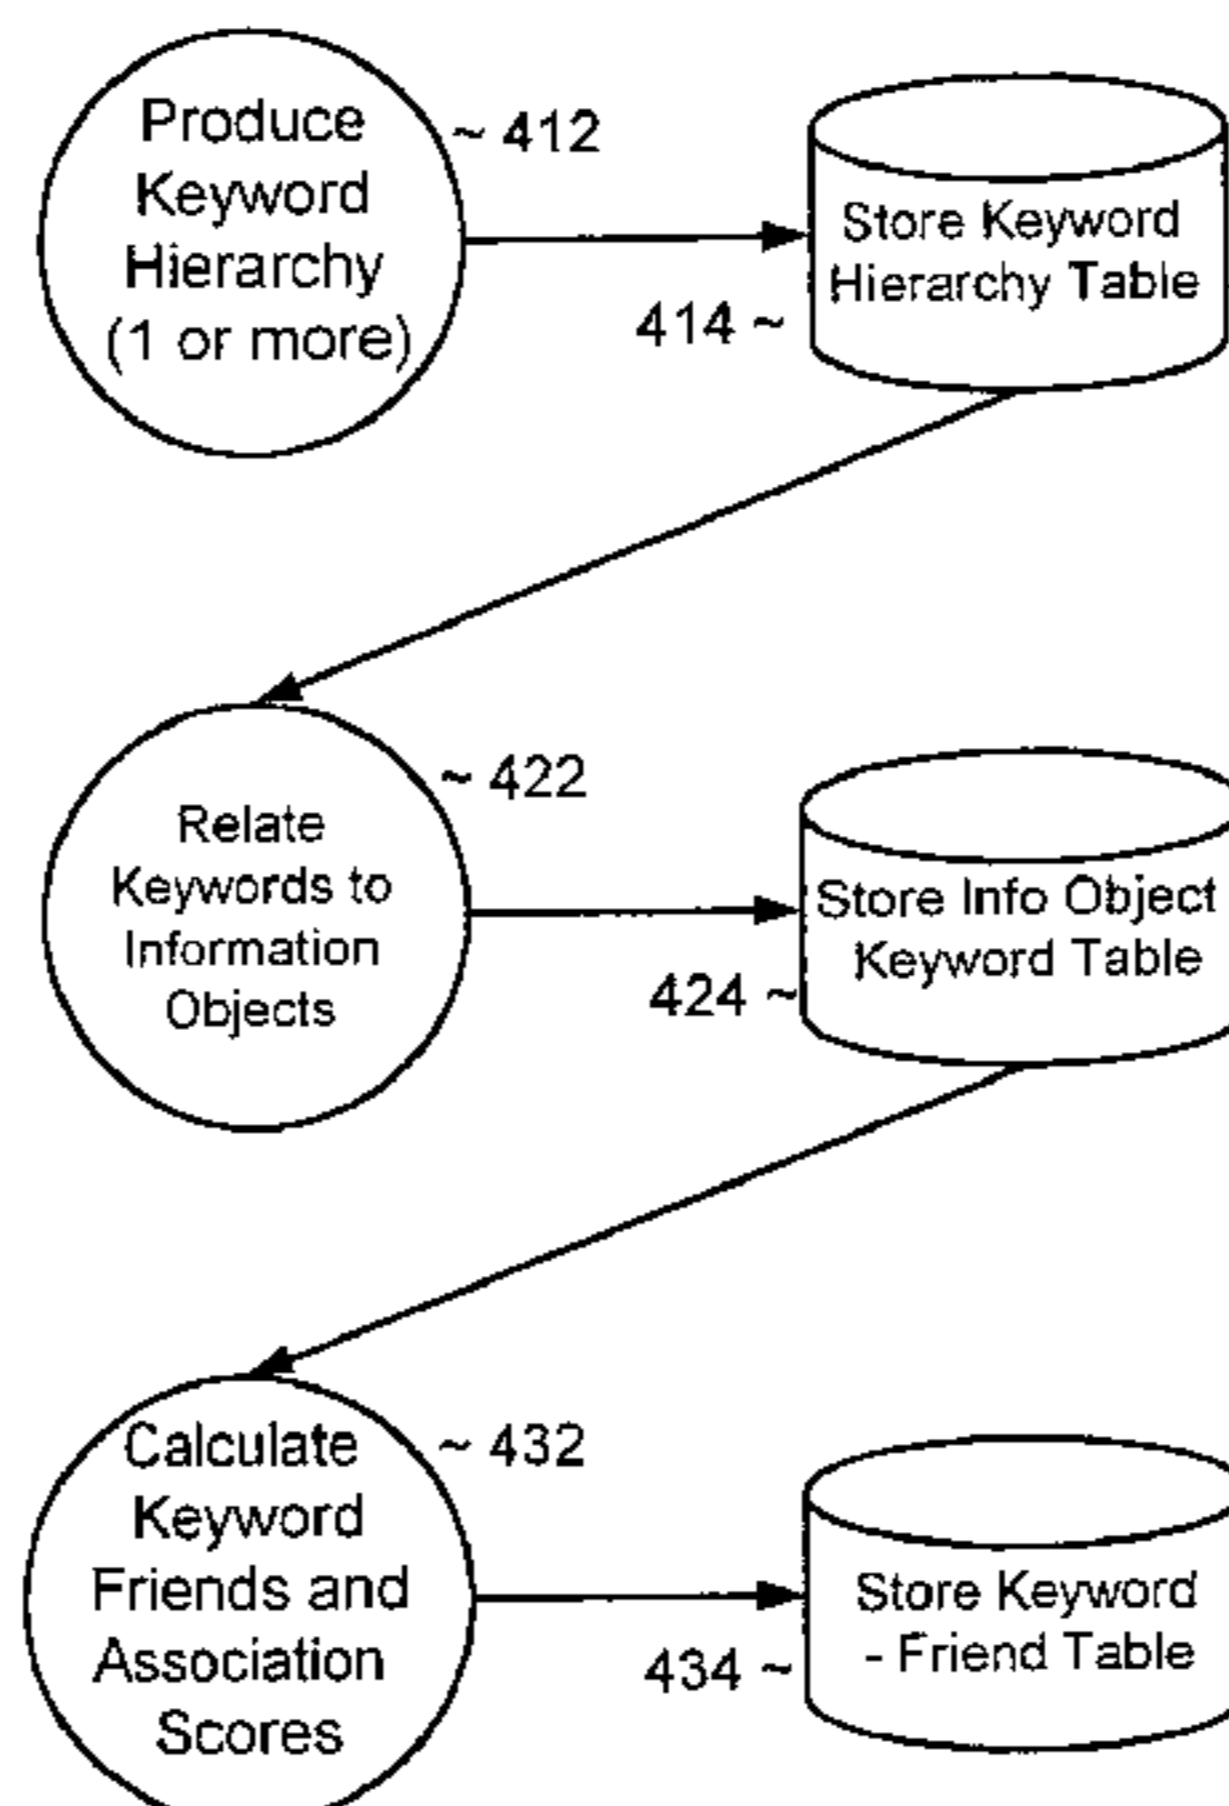 Produce
Keyword
Hierarchy
(1 or more)
~ 412
Store Keyword
Hierarchy Table
414 ~
Relate
Keywords to
Information
Objects
~ 422
Store Info Object
Keyword Table
424 ~
Calculate
Keyword
Friends and
Association
Scores
~ 432
Store Keyword
- Friend Table
434 ~